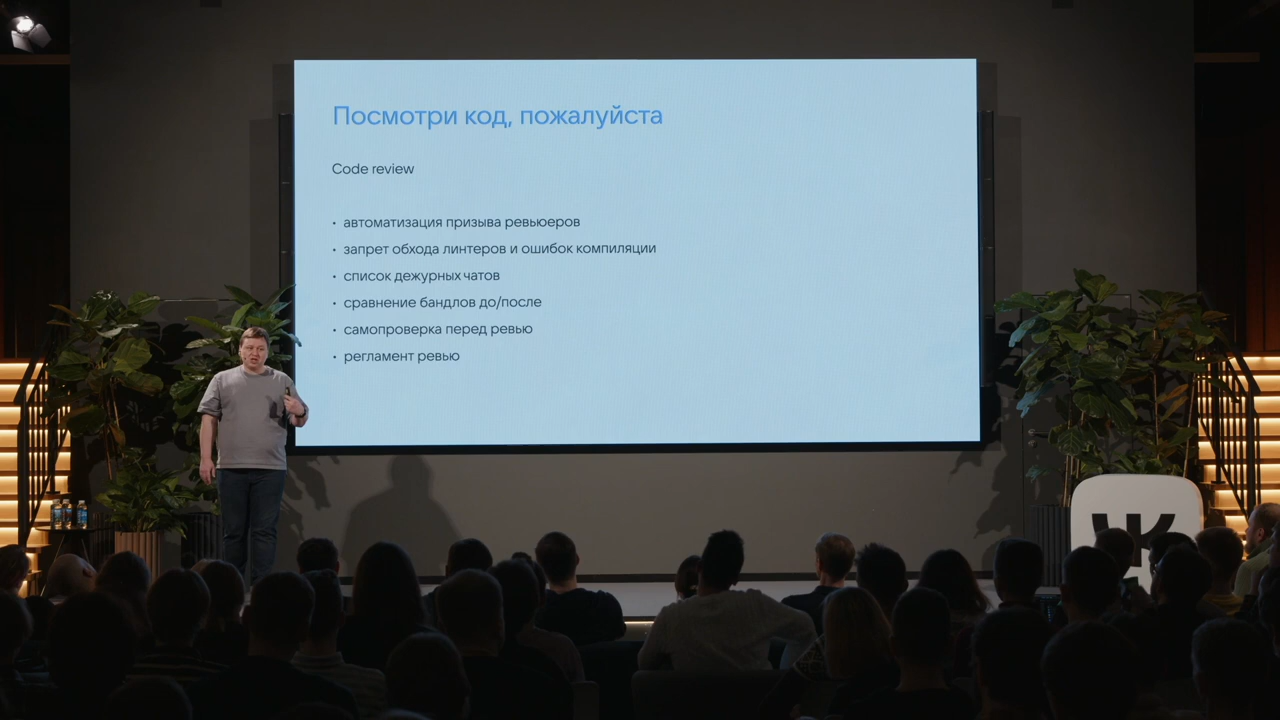 Посмотри код, пожалуйста
Code review
• автоматизация призыва ревьюеров
• запрет обхода линтеров и ошибок компиляции
• список дежурных чатов
• сравнение бандлов до/после
• самопроверка перед ревью
• регламент ревью